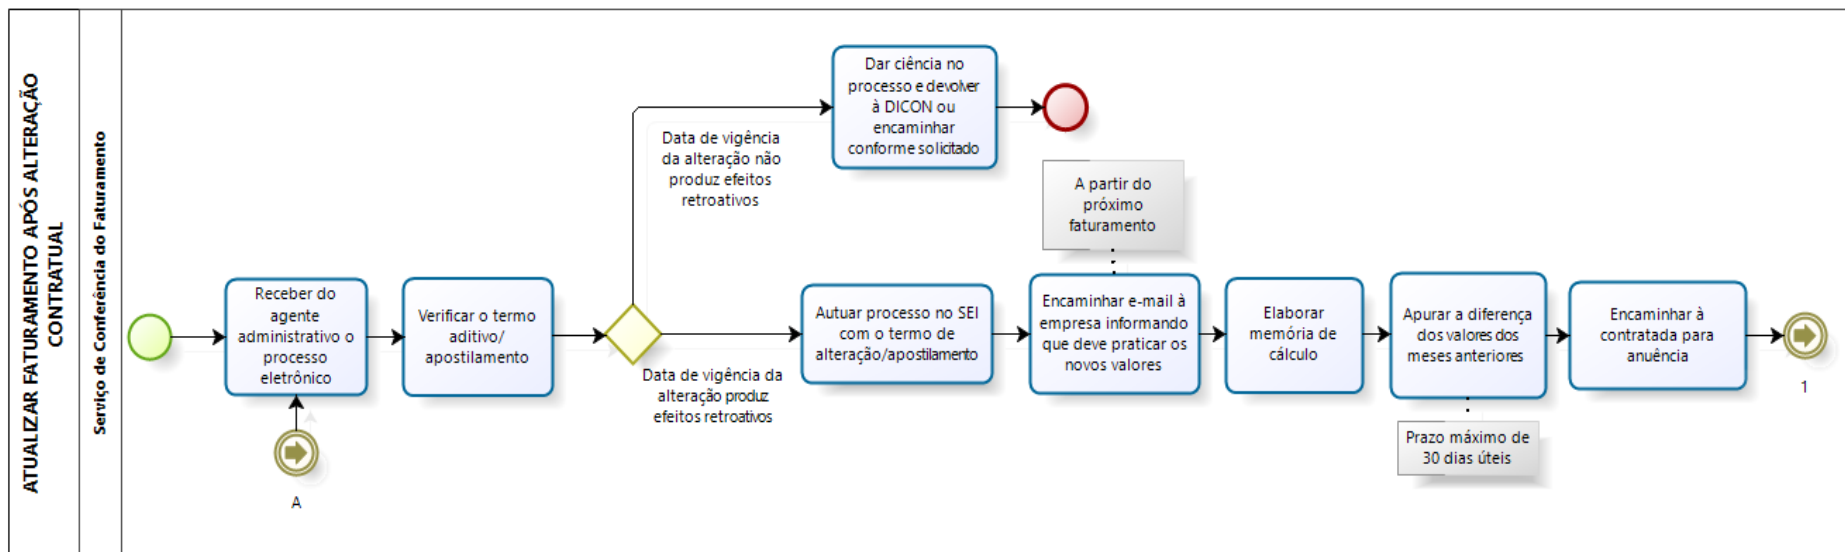 ATUALIZAR FATURAMENTO APÓS ALTERAÇÃO
CONTRATUAL
Serviço de Conferência do Faturamento
Receber do
agente
administrativo o
processo
eletrônico
A
Verificar o termo
aditivo/
apostilamento
Data de vigência
da alteração não
produz efeitos
retroativos
Dar ciência no
processo e devolver
à DICON ou
encaminhar
conforme solicitado
Data de vigência da
alteração produz
efeitos retroativos
Autuar processo no SEI
com o termo de
alteração/apostilamento
A partir do
próximo
faturamento
Encaminhar e-mail à
empresa informando
que deve praticar os
novos valores
Elaborar
memória de
cálculo
Apurar a diferença
dos valores dos
meses anteriores
Prazo máximo de
30 dias úteis
Encaminhar à
contratada para
anuência
1